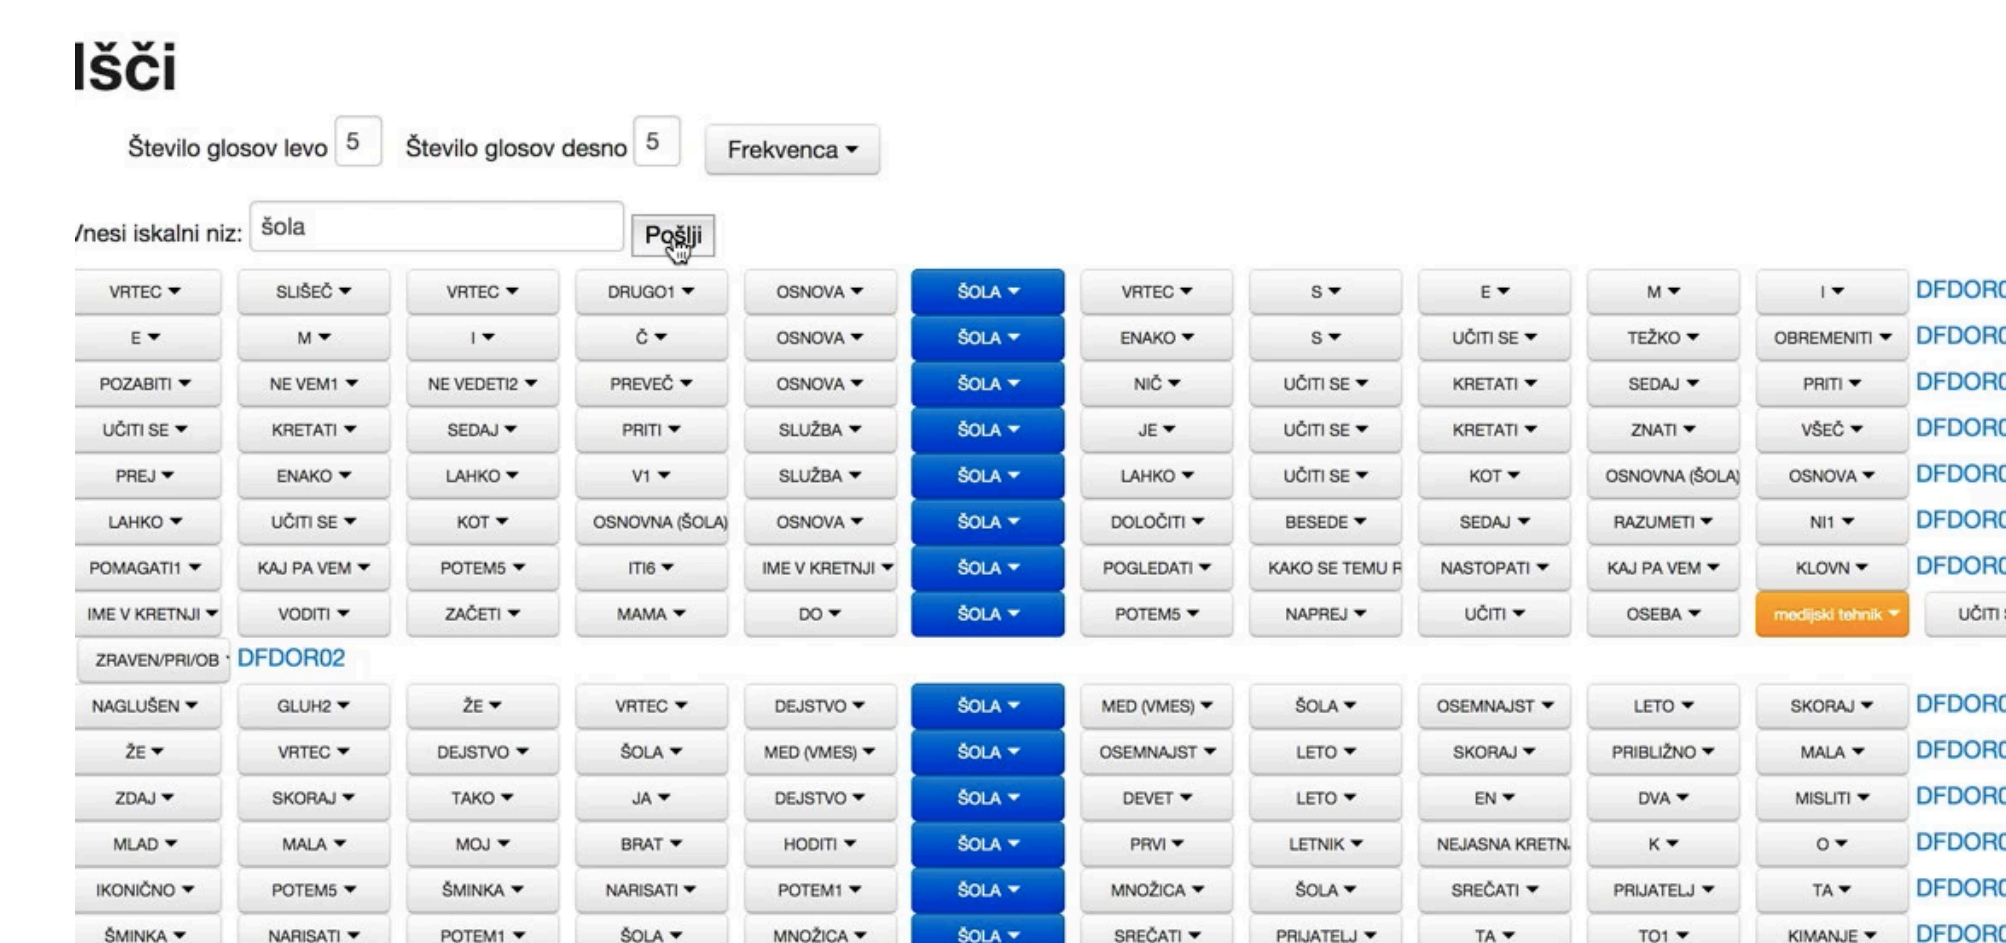 Išči
Število glosov levo 5 Število glosov desno 5 Frekvenca
iskalni niz: šola Pošlji
VRTEC SLIŠEČ VRTEC DRUGO1 OSNOVA ŠOLA VRTEC S E M I
E M I Č OSNOVA ŠOLA ENAKO S UČITI SE TEŽKO OBREMENITI
POZABITI NE VEM1 NE VEDETI2 PREVEČ OSNOVA ŠOLA NIČ UČITI SE KRETATI SEDAJ PRITI
UČITI SE KRETATI SEDAJ PRITI SLUŽBA ŠOLA JE UČITI SE KRETATI ZNATI VŠEČ
PREJ ENAKO LAHKO V1 SLUŽBA ŠOLA LAHKO UČITI SE KOT OSNOVNA (ŠOLA) OSNOVA
LAHKO UČITI SE KOT OSNOVNA (ŠOLA) OSNOVA ŠOLA DOLOČITI BESEDE SEDAJ RAZUMETI NI1
POMAGATI1 KAJ PA VEM POTEM5 ITI6 IME V KRETNJI ŠOLA POGLEDATI KAKO SE TEMU R NASTOPATI KAJ PA VEM KLOVN
IME V KRETNJI VODITI ZAČETI MAMA DO ŠOLA POTEM5 NAPREJ UČITI OSEBA medijski tehnik UČITI
ZRAVEN/PRI/OB DFDOR02
NAGLUŠEN GLUH2 ŽE VRTEC DEJSTVO ŠOLA MED (VMES) ŠOLA OSEMNAJST LETO SKORAJ
ŽE VRTEC DEJSTVO ŠOLA MED (VMES) ŠOLA OSEMNAJST LETO SKORAJ PRIBLIŽNO MALA
ZDAJ SKORAJ TAKO JA DEJSTVO ŠOLA DEVET LETO EN DVA MISLITI
MLAD MALA MOJ BRAT HODITI ŠOLA PRVI LETNIK NEJASNA KRETN K O
IKONIČNO POTEM5 ŠMINKA NARISATI POTEM1 ŠOLA MNOŽICA ŠOLA SREČATI PRIJATELJ TA
ŠMINKA NARISATI POTEM1 ŠOLA MNOŽICA ŠOLA SREČATI PRIJATELJ TA TO1 KIMANJE